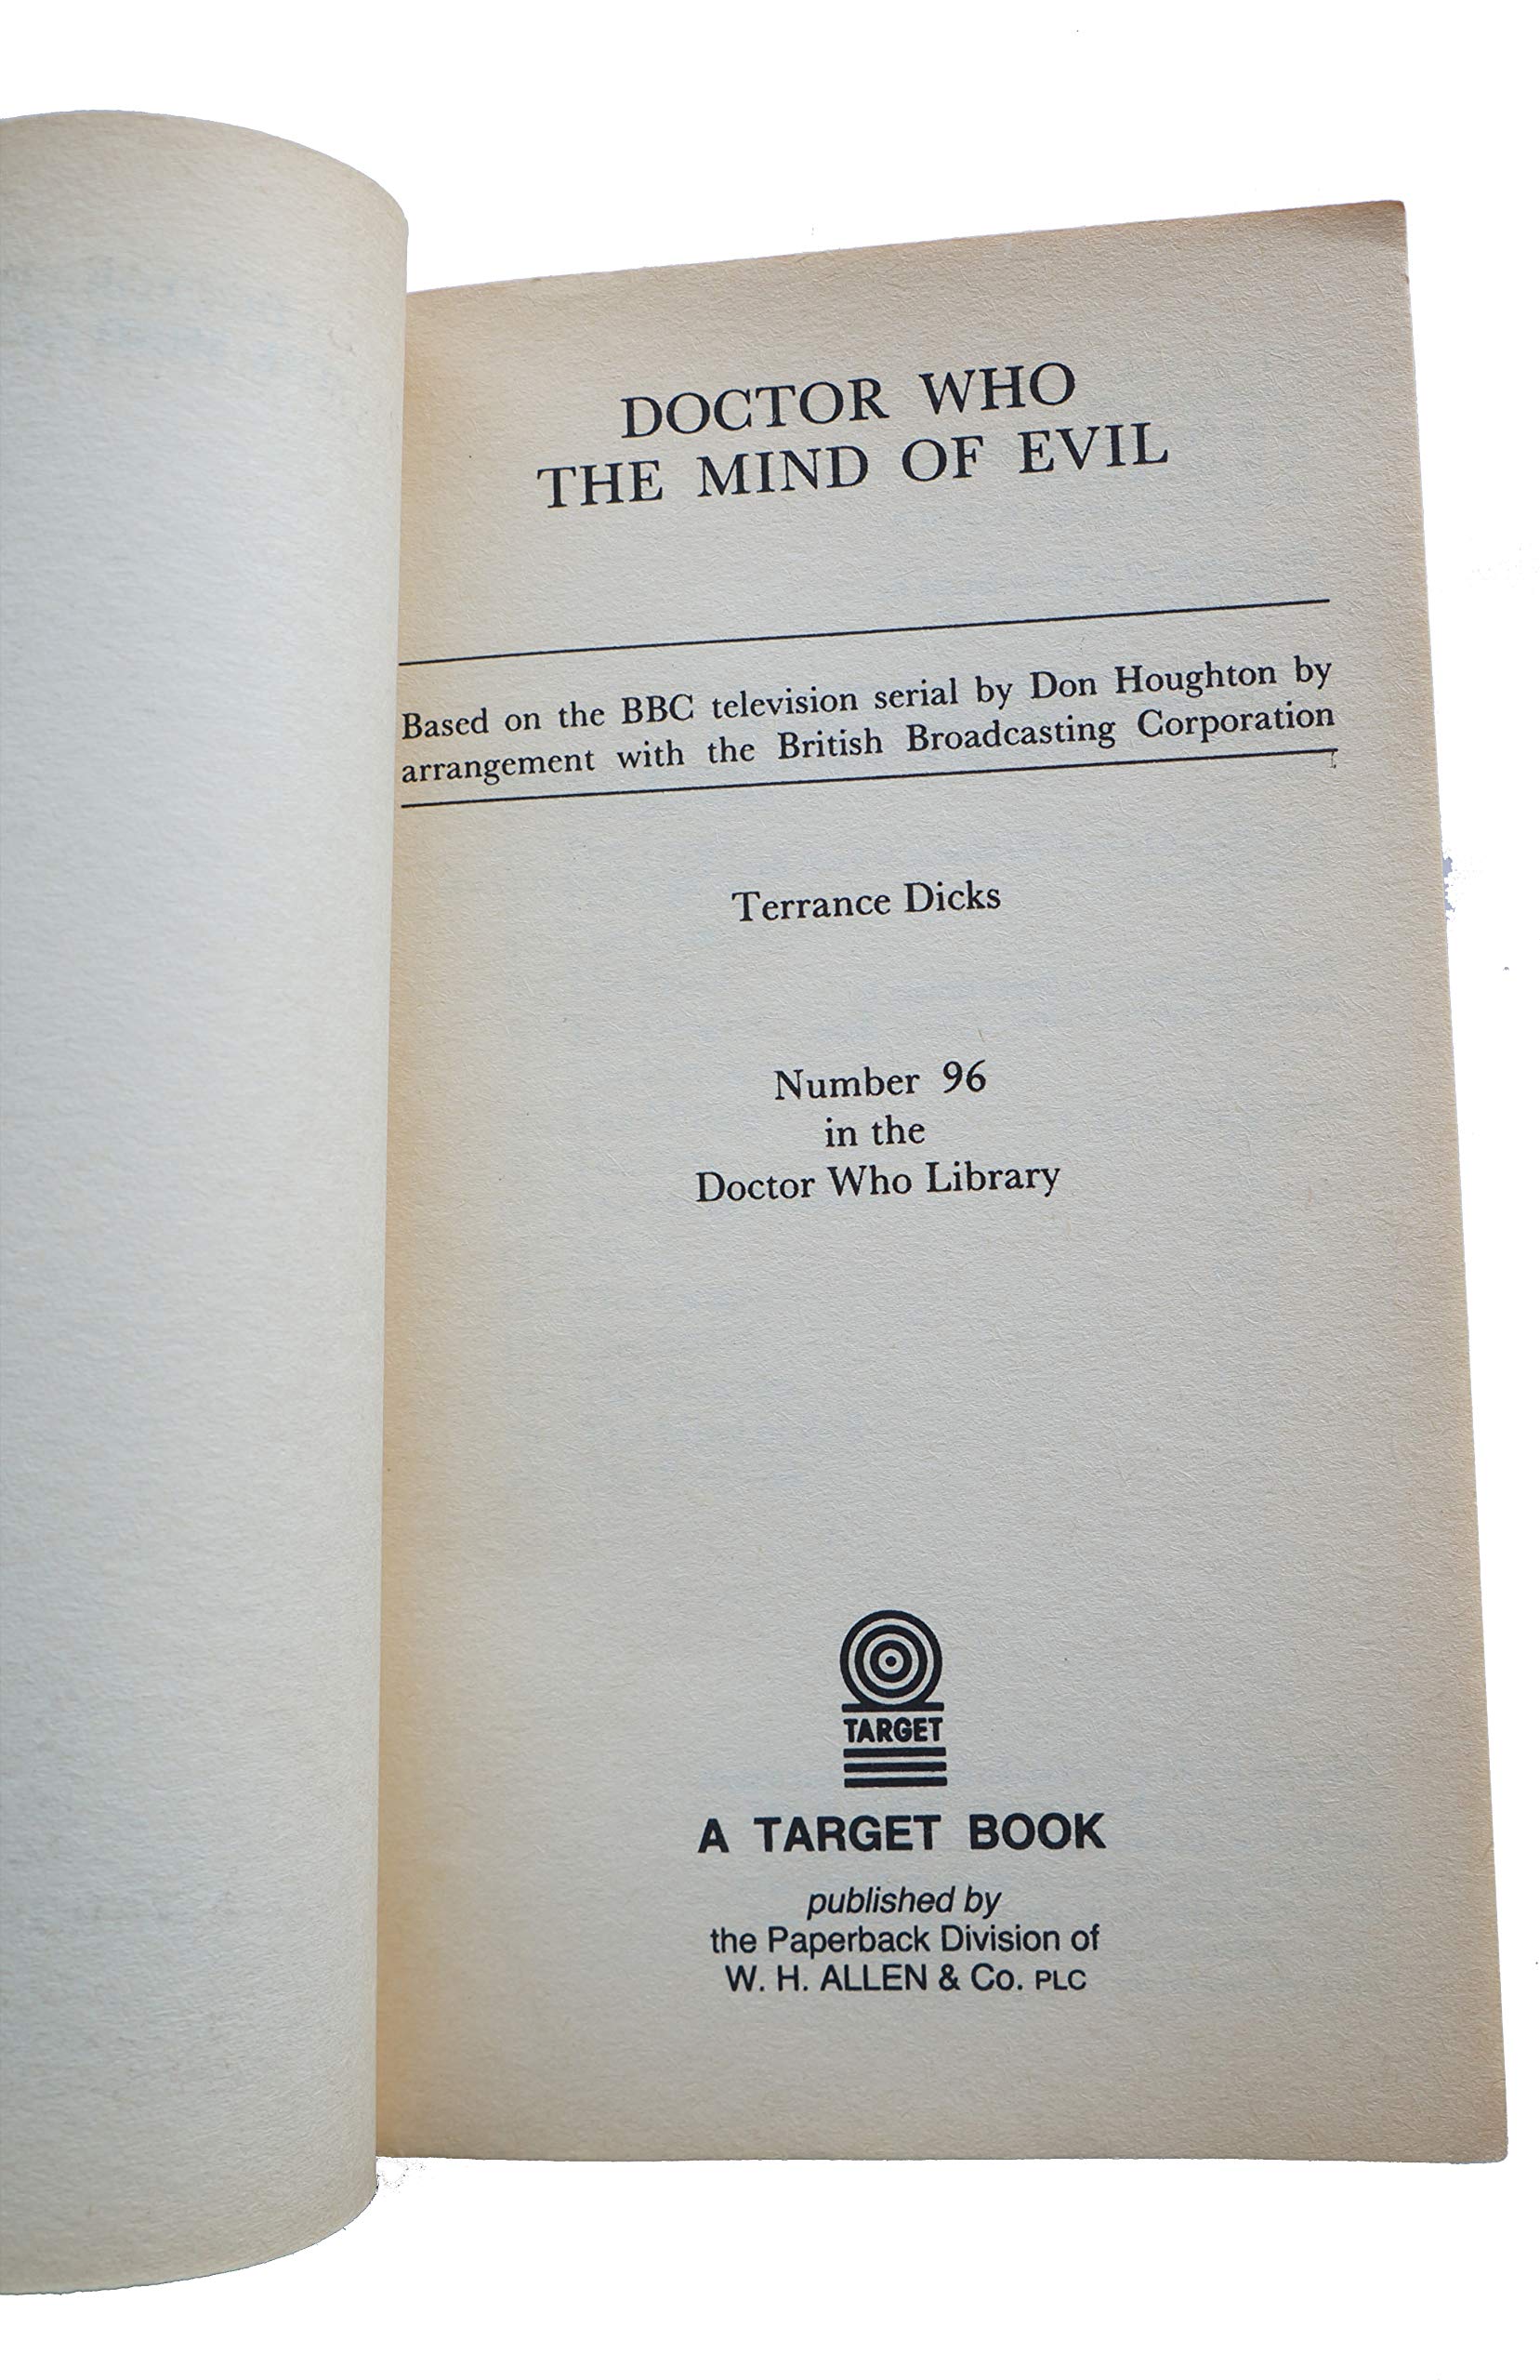 DOCTOR WHO
THE MIND OF EVIL
Based on the BBC television serial by Don Houghton by
arrangement with the British Broadcasting Corporation
Terrance Dicks
Number 96
in the
Doctor Who Library
TARGET
A TARGET BOOK
published by
the Paperback Division of
W. H. ALLEN & Co. PLC